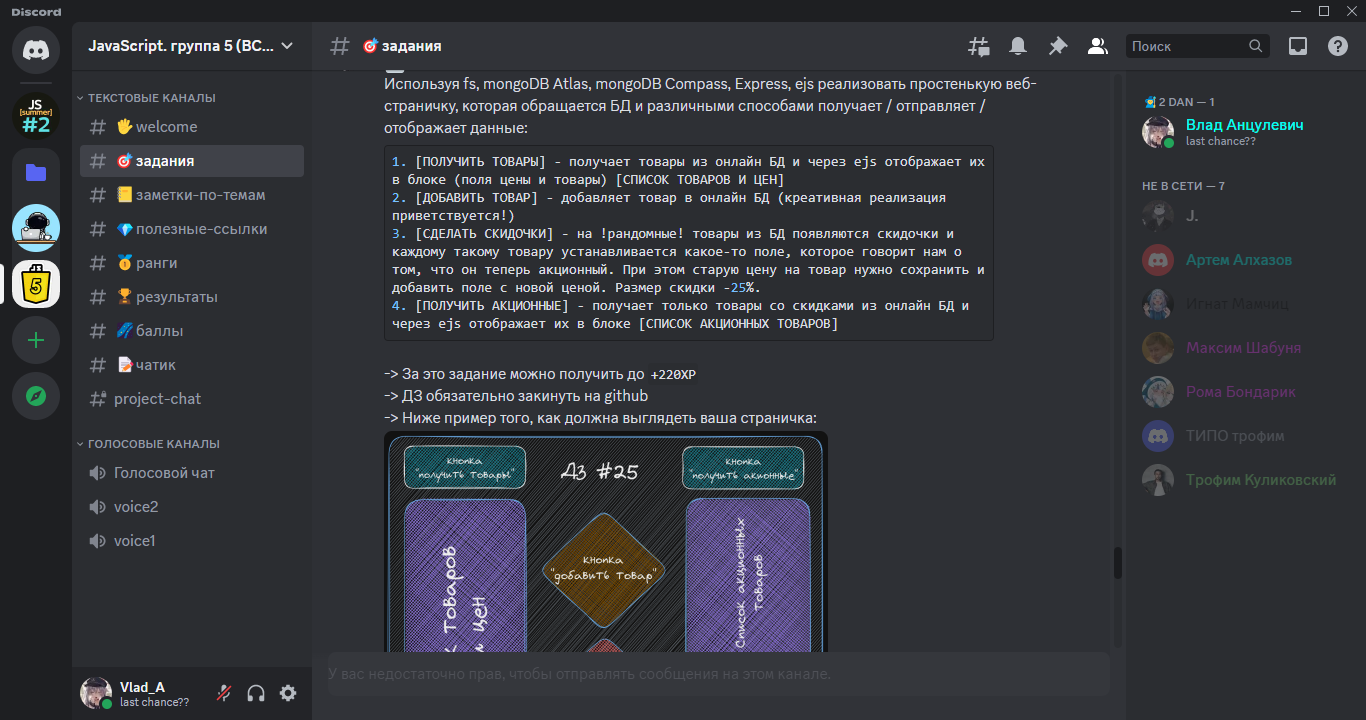 Discord
JavaScript. группа 5 (ВС...
ТЕКСТОВЫЕ КАНАЛЫ
welcome
задания
заметки-по-темам
полезные-ссылки
ранги
результаты
баллы
чатик
project-chat
ГОЛОСОВЫЕ КАНАЛЫ
Голосовой чат
voice2
voice1
Vlad_A
last chance??
JS
[summer]
#2
5
задания
Поиск
Используя fs, mongoDB Atlas, mongoDB Compass, Express, ejs реализовать простенькую веб-
страничку, которая обращается БД и различными способами получает / отправляет /
отображает данные:
1. [ПОЛУЧИТЬ ТОВАРЫ] - получает товары из онлайн БД и через ejs отображает их
в блоке (поля цены и товары) [СПИСОК ТОВАРОВ И ЦЕН]
2. [ДОБАВИТЬ ТОВАР] - добавляет товар в онлайн БД (креативная реализация
приветствуется!)
3. [СДЕЛАТЬ СКИДОЧКИ] - на !рандомные! товары из БД появляются скидочки и
каждому такому товару устанавливается какое-то поле, которое говорит нам о
том, что он теперь акционный. При этом старую цену на товар нужно сохранить и
добавить поле с новой ценой. Размер скидки -25%.
4. [ПОЛУЧИТЬ АКЦИОННЫЕ] - получает только товары со скидками из онлайн БД и
через ejs отображает их в блоке [СПИСОК АКЦИОННЫХ ТОВАРОВ]
-> За это задание можно получить до +220XP
-> ДЗ обязательно закинуть на github
-> Ниже пример того, как должна выглядеть ваша страничка:
кнопка
"получить товары"
ДЗ #25
кнопка
"получить акционные"
кнопка
"добавить товар"
товаров
цен
Список акционных
товаров
У вас недостаточно прав, чтобы отправлять сообщения на этом канале.
2 DAN — 1
Влад Анцулевич
last chance??
НЕ В СЕТИ — 7
J.
Артем Алхазов
Игнат Мамчиц
Максим Шабуня
Рома Бондарик
ТИПО трофим
Трофим Куликовский